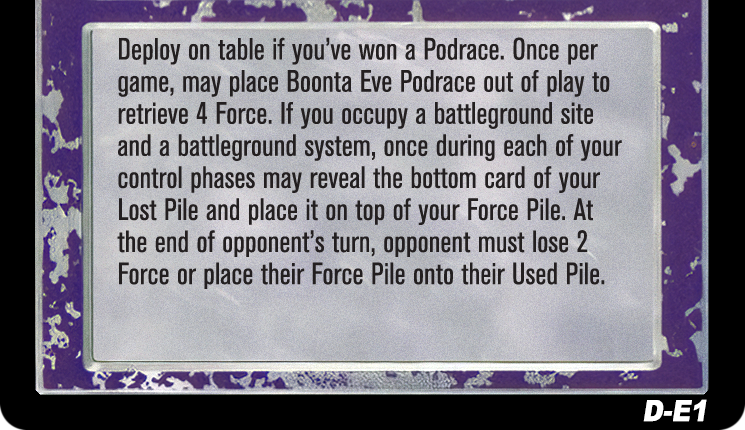 Deploy on table if you've won a Podrace. Once per
game, may place Boonta Eve Podrace out of play to
retrieve 4 Force. If you occupy a battleground site
and a battleground system, once during each of your
control phases may reveal the bottom card of your
Lost Pile and place it on top of your Force Pile. At
the end of opponent's turn, opponent must lose 2
Force or place their Force Pile onto their Used Pile.
D-E1